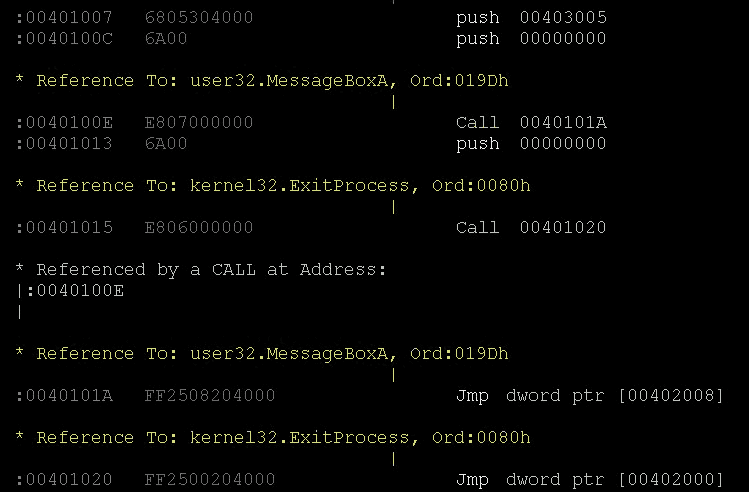 :00401007   6805304000                   push  00403005
:0040100C   6A00                         push  00000000
* Reference To: user32.MessageBoxA, Ord:019Dh
|
:0040100E   E807000000                   Call  0040101A
:00401013   6A00                         push  00000000
* Reference To: kernel32.ExitProcess, Ord:0080h
|
:00401015   E806000000                   Call  00401020
* Referenced by a CALL at Address:
|:0040100E
|
* Reference To: user32.MessageBoxA, Ord:019Dh
|
:0040101A   FF2508204000                 Jmp  dword ptr [00402008]
* Reference To: kernel32.ExitProcess, Ord:0080h
|
:00401020   FF2500204000                 Jmp  dword ptr [00402000]